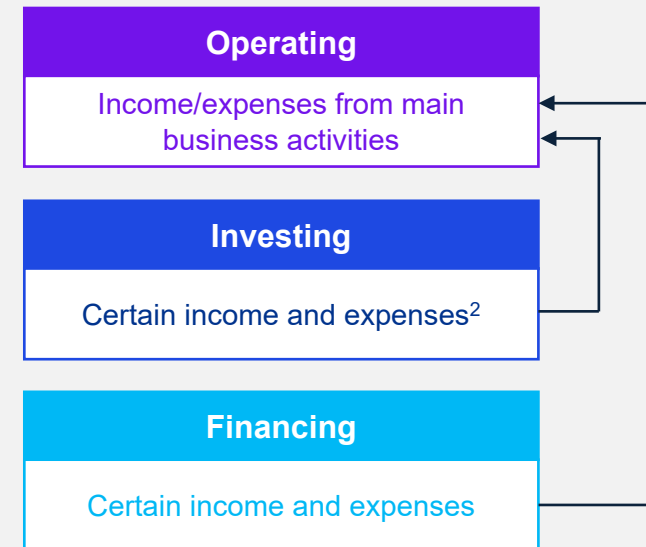 Operating
Income/expenses from main
business activities
Investing
Certain income and expenses²
Financing
Certain income and expenses